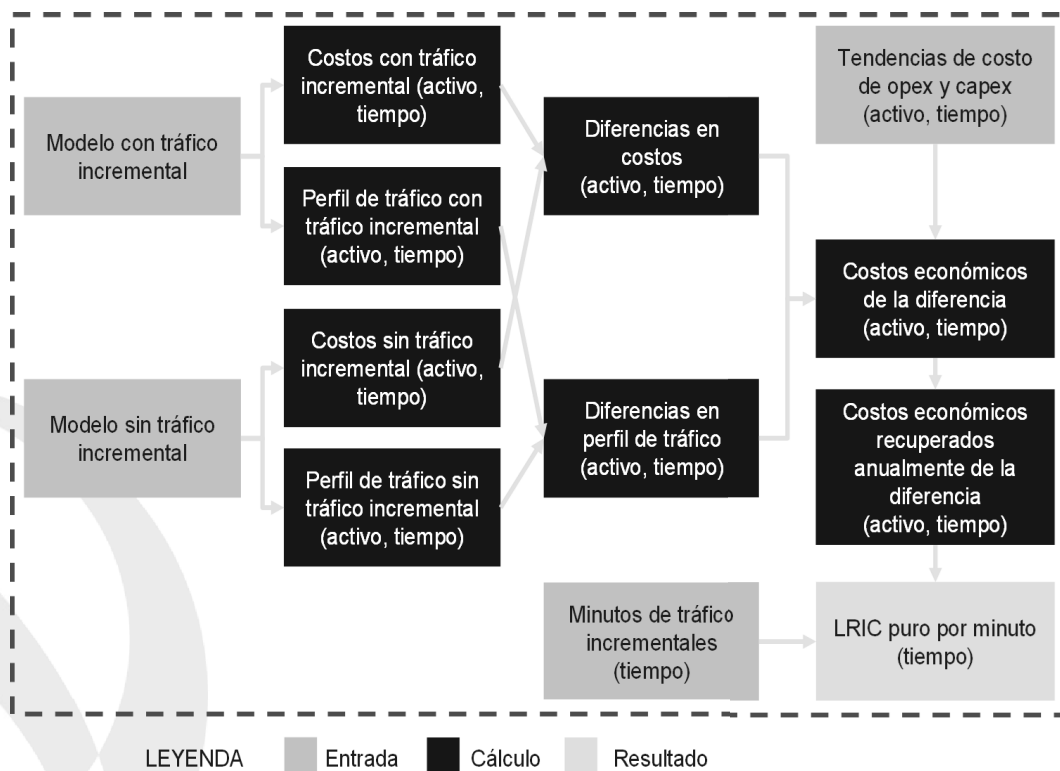 Modelo con tráfico
incremental
Modelo sin tráfico
incremental
Costos con tráfico
incremental (activo,
tiempo)
Perfil de tráfico con
tráfico incremental
(activo, tiempo)
Costos sin tráfico
incremental (activo,
tiempo)
Perfil de tráfico sin
tráfico incremental
(activo, tiempo)
Diferencias en
costos
(activo, tiempo)
Diferencias en
perfil de tráfico
(activo, tiempo)
Minutos de tráfico
incrementales
(tiempo)
Tendencias de costo
de opex y capex
(activo, tiempo)
Costos económicos
de la diferencia
(activo, tiempo)
Costos económicos
recuperados
anualmente de la
diferencia
(activo, tiempo)
LRIC puro por minuto
(tiempo)
LEYENDA
Entrada
Cálculo
Resultado